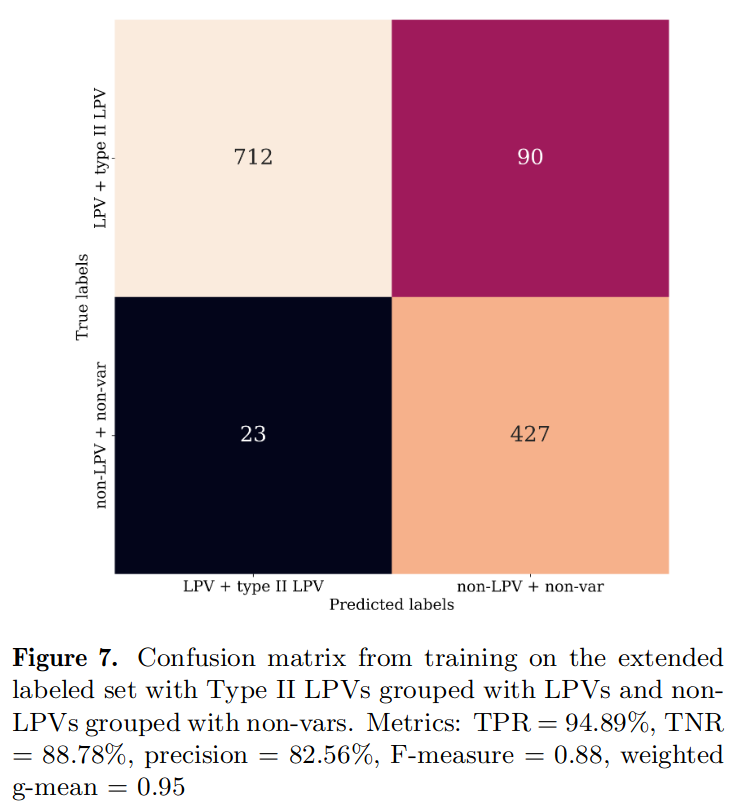 LPV + type II LPV
712
90
True labels
non-LPV + non-var
23
427
LPV + type II LPV
non-LPV + non-var
Predicted labels
Figure 7. Confusion matrix from training on the extended
labeled set with Type II LPVs grouped with LPVs and non-
LPVs grouped with non-vars. Metrics: TPR = 94.89%, TNR
= 88.78%, precision = 82.56%, F-measure = 0.88, weighted
g-mean = 0.95